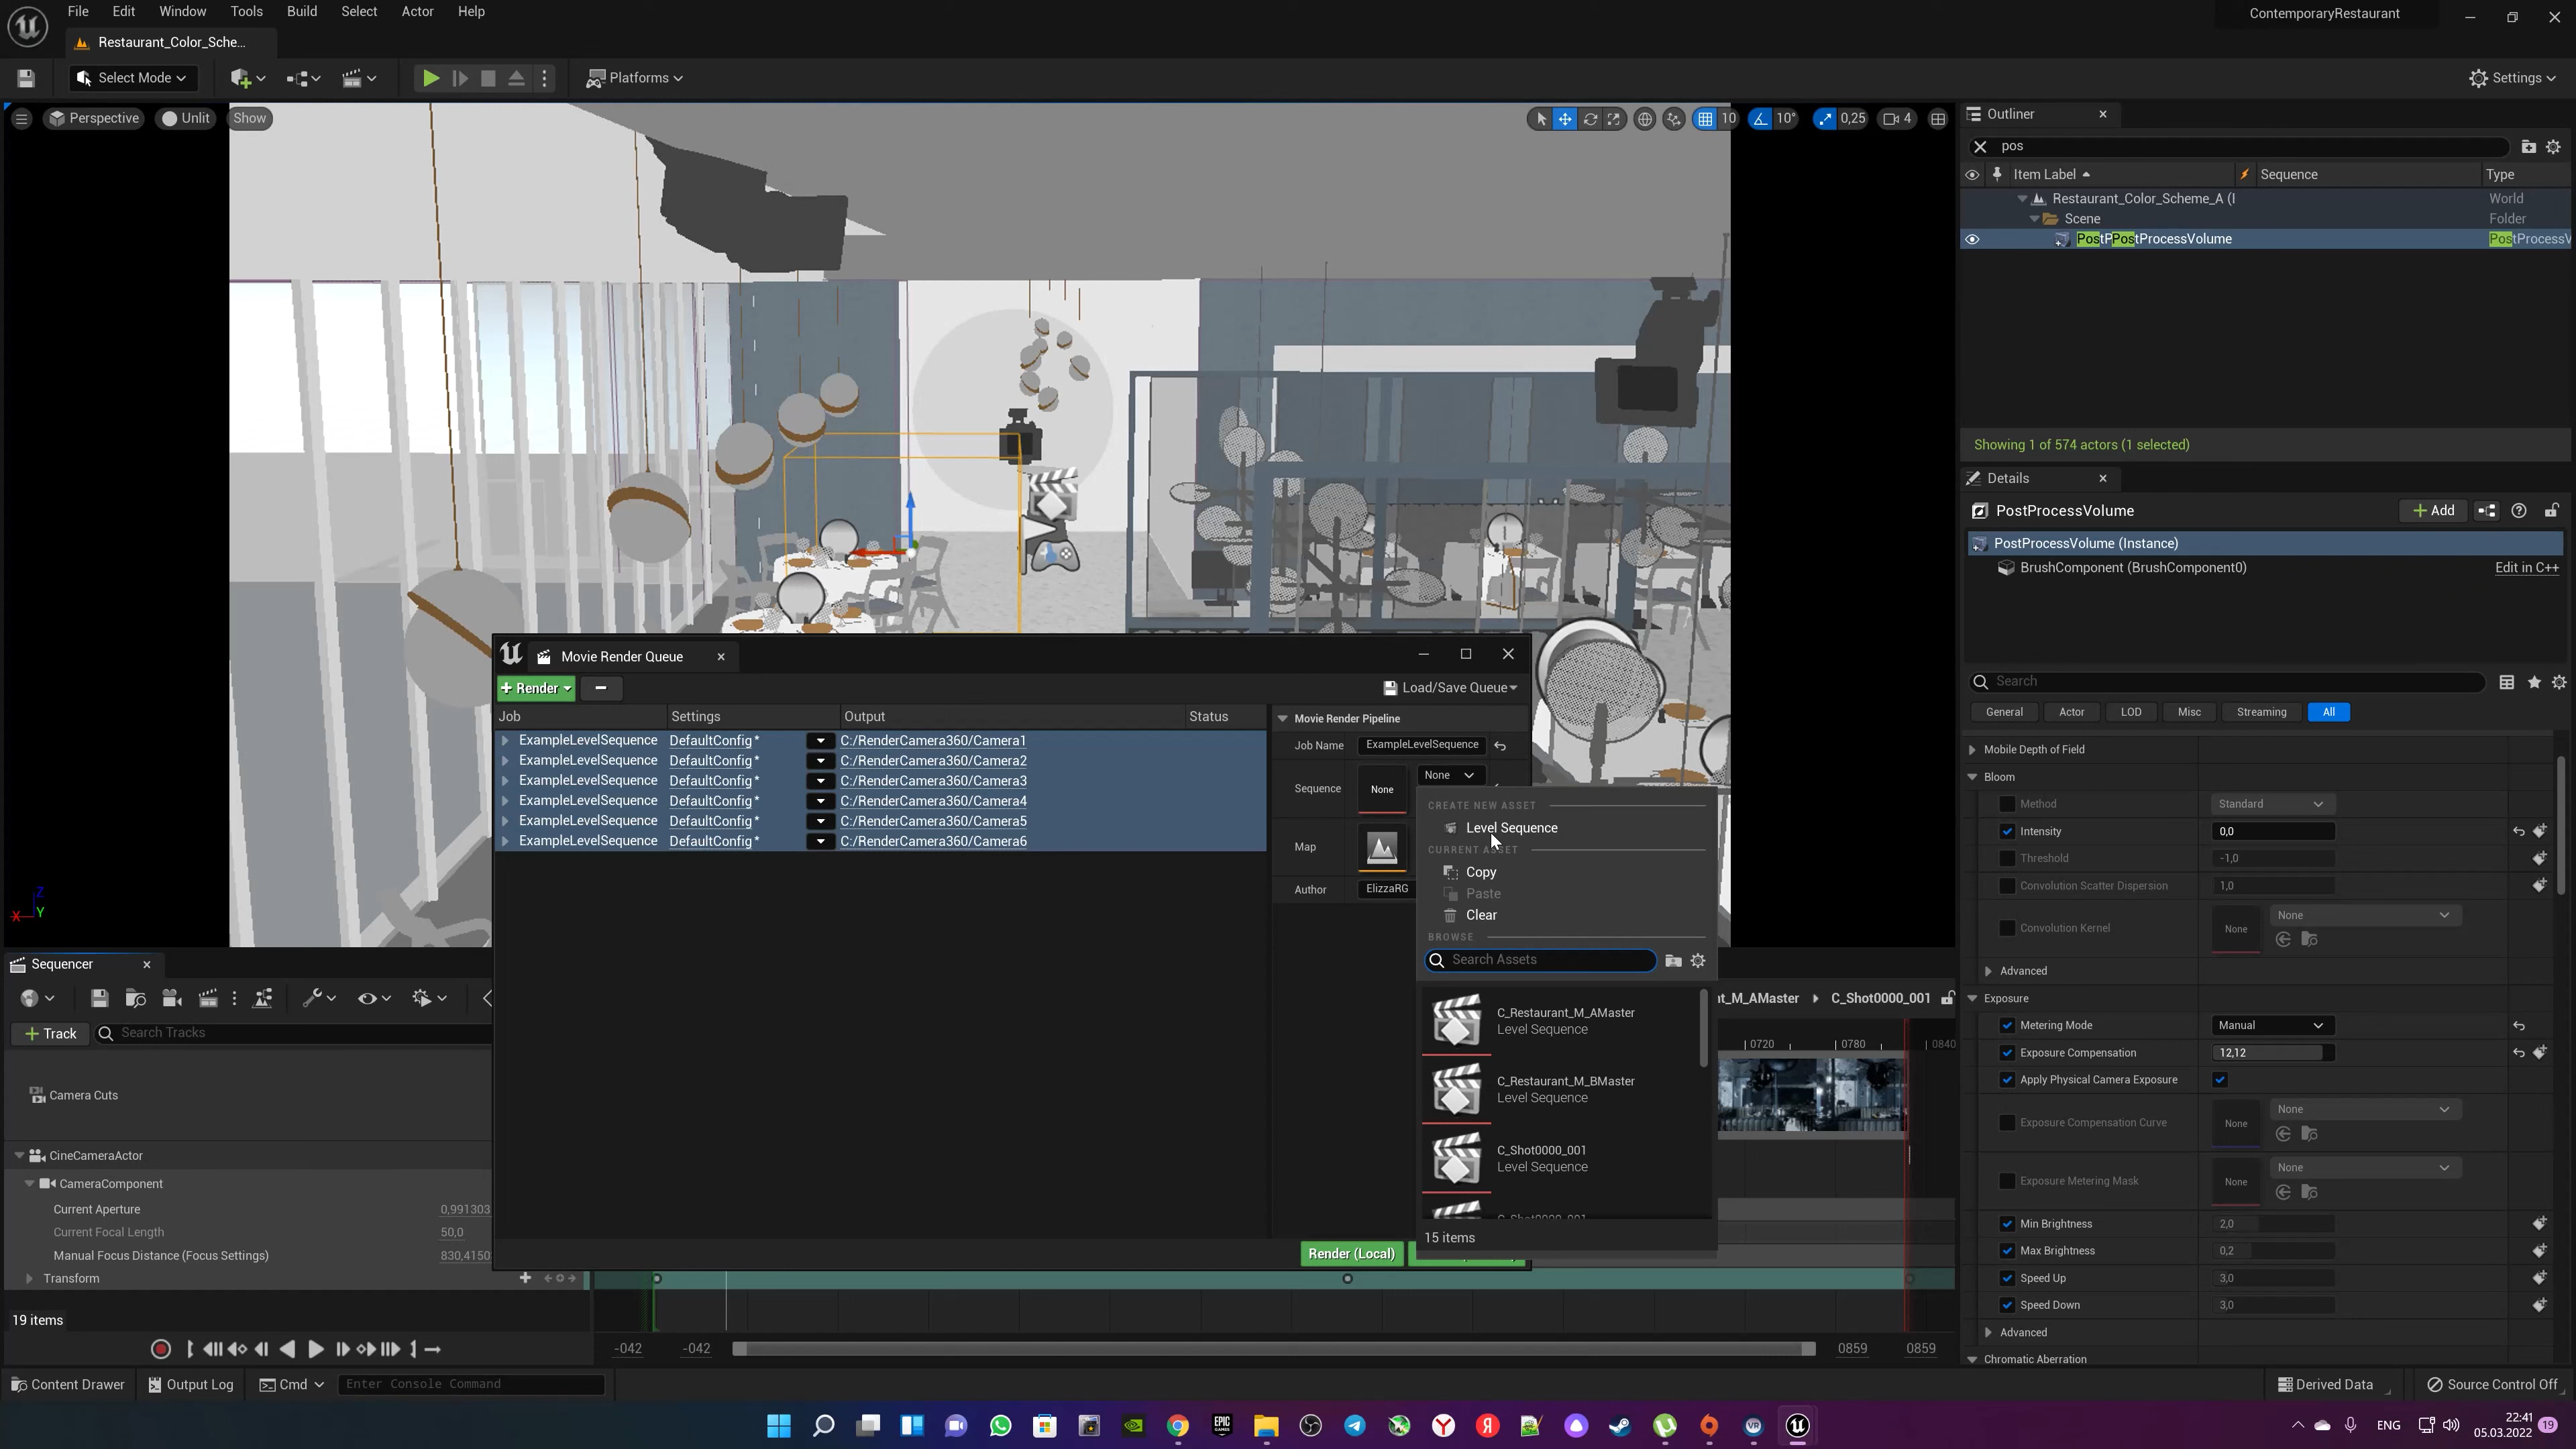 File Edit Window Tools Build Select Actor Help
ContemporaryRestaurant
Restaurant_Color_Sche...
Select Mode
Platforms
Settings
Perspective
Unlit
Show
10
10°
0,25
4
Outliner
pos
Item Label
Sequence
Type
Restaurant_Color_Scheme_A (I
World
Scene
Folder
PostPPostProcessVolume
PostProcessV
Showing 1 of 574 actors (1 selected)
Details
PostProcessVolume
Add
PostProcessVolume (Instance)
BrushComponent (BrushComponent0)
Edit in C++
Search
General
Actor
LOD
Misc
Streaming
All
Mobile Depth of Field
Bloom
Method
Standard
Intensity
0,0
Threshold
-1,0
Convolution Scatter Dispersion
1,0
Convolution Kernel
None
None
Advanced
Exposure
Metering Mode
Manual
Exposure Compensation
12,12
Apply Physical Camera Exposure
Exposure Compensation Curve
None
None
Exposure Metering Mask
None
None
Min Brightness
2,0
Max Brightness
0,2
Speed Up
3,0
Speed Down
3,0
Advanced
Chromatic Aberration
Movie Render Queue
Render
Load/Save Queue
Job
Settings
Output
Status
ExampleLevelSequence DefaultConfig* C:/RenderCamera360/Camera1
ExampleLevelSequence DefaultConfig* C:/RenderCamera360/Camera2
ExampleLevelSequence DefaultConfig* C:/RenderCamera360/Camera3
ExampleLevelSequence DefaultConfig* C:/RenderCamera360/Camera4
ExampleLevelSequence DefaultConfig* C:/RenderCamera360/Camera5
ExampleLevelSequence DefaultConfig* C:/RenderCamera360/Camera6
Movie Render Pipeline
Job Name
ExampleLevelSequence
Sequence
None
None
Map
Author
ElizzaRG
CREATE NEW ASSET
Level Sequence
CURRENT ASSET
Copy
Paste
Clear
BROWSE
Search Assets
C_Restaurant_M_AMaster
Level Sequence
C_Restaurant_M_BMaster
Level Sequence
C_Shot0000_001
Level Sequence
C_Shot0000_001
15 items
Render (Local)
Sequencer
Track
Search Tracks
Camera Cuts
CineCameraActor
CameraComponent
Current Aperture
0,991303
Current Focal Length
50,0
Manual Focus Distance (Focus Settings)
830,4150
Transform
19 items
nt_M_AMaster
C_Shot0000_001
0720
0780
0840
-042
-042
0859
0859
Content Drawer
Output Log
Cmd
Enter Console Command
Derived Data
Source Control Off
EPIC GAMES
VR
ENG
22:41
05.03.2022
19
X
Y
Z